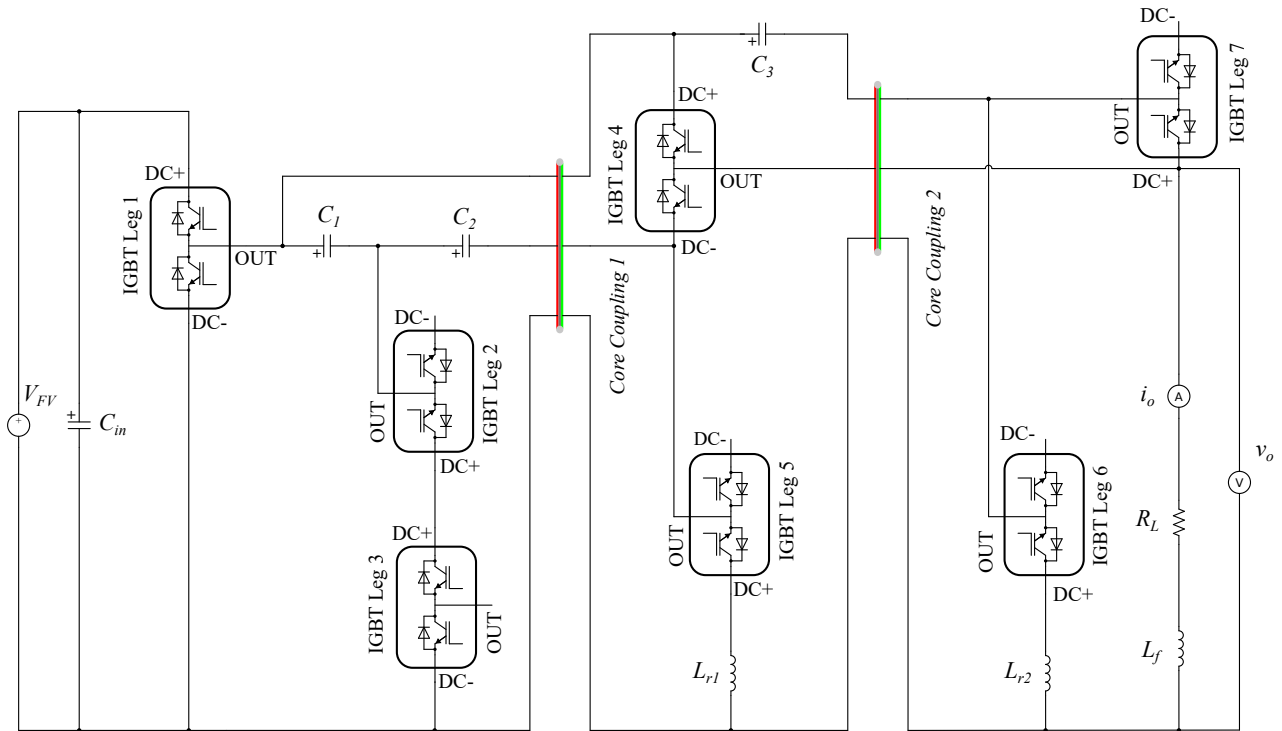 DC-
IGBT Leg 7
OUT
DC+
C3
DC+
IGBT Leg 4
OUT
DC-
DC+
IGBT Leg 1
OUT
DC-
C1
C2
+
+
+
Core Coupling 1
Core Coupling 2
DC-
IGBT Leg 2
OUT
DC+
VFV
+
+
Cin
io
A
vo
V
DC-
IGBT Leg 5
OUT
DC+
DC-
IGBT Leg 6
OUT
DC+
RL
DC+
IGBT Leg 3
OUT
DC-
Lr1
Lr2
Lf